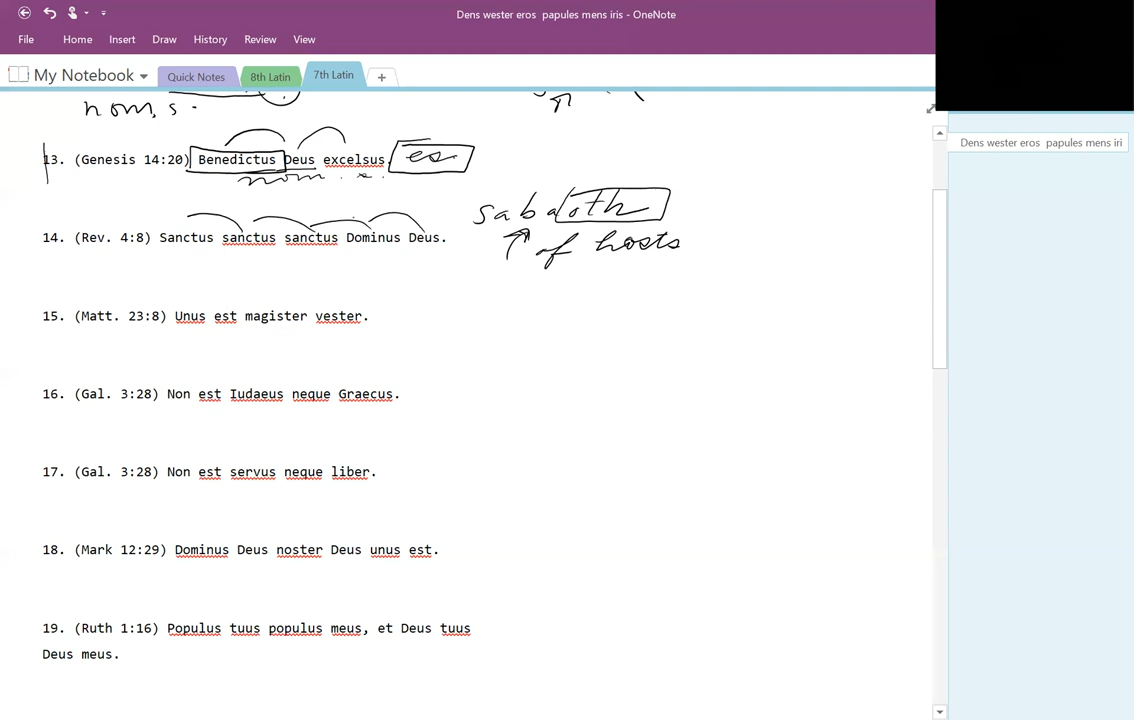 Dens wester eros papules mens iris - OneNote
File Home Insert Draw History Review View
My Notebook Quick Notes 8th Latin 7th Latin +
nom. s.
Dens wester eros papules mens iri
13. (Genesis 14:20) Benedictus Deus excelsus. es
nom. s.
sabaoth
14. (Rev. 4:8) Sanctus sanctus sanctus Dominus Deus.
of hosts
15. (Matt. 23:8) Unus est magister vester.
16. (Gal. 3:28) Non est Iudaeus neque Graecus.
17. (Gal. 3:28) Non est servus neque liber.
18. (Mark 12:29) Dominus Deus noster Deus unus est.
19. (Ruth 1:16) Populus tuus populus meus, et Deus tuus
Deus meus.